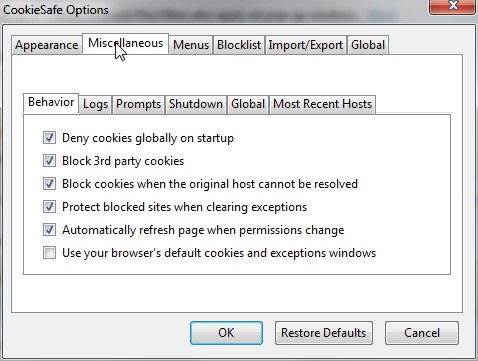 CookieSafe Options
Appearance Miscellaneous Menus Blocklist Import/Export Global
Behavior Logs Prompts Shutdown Global Most Recent Hosts
Deny cookies globally on startup
Block 3rd party cookies
Block cookies when the original host cannot be resolved
Protect blocked sites when clearing exceptions
Automatically refresh page when permissions change
Use your browser's default cookies and exceptions windows
OK Restore Defaults Cancel